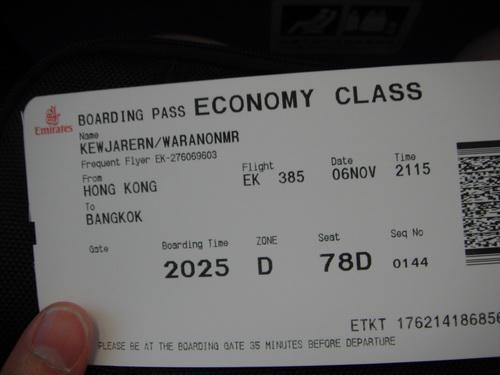 Emirates
BOARDING PASS ECONOMY CLASS
Name
KEWJARERN/WARANONMR
Frequent Flyer EK-276069603
From
HONG KONG
Flight
EK 385
Date
06NOV
Time
2115
To
BANGKOK
Gate
Boarding Time
2025
ZONE
D
Seat
78D
Seq No
0144
ETKT 176214186856
PLEASE BE AT THE BOARDING GATE 35 MINUTES BEFORE DEPARTURE